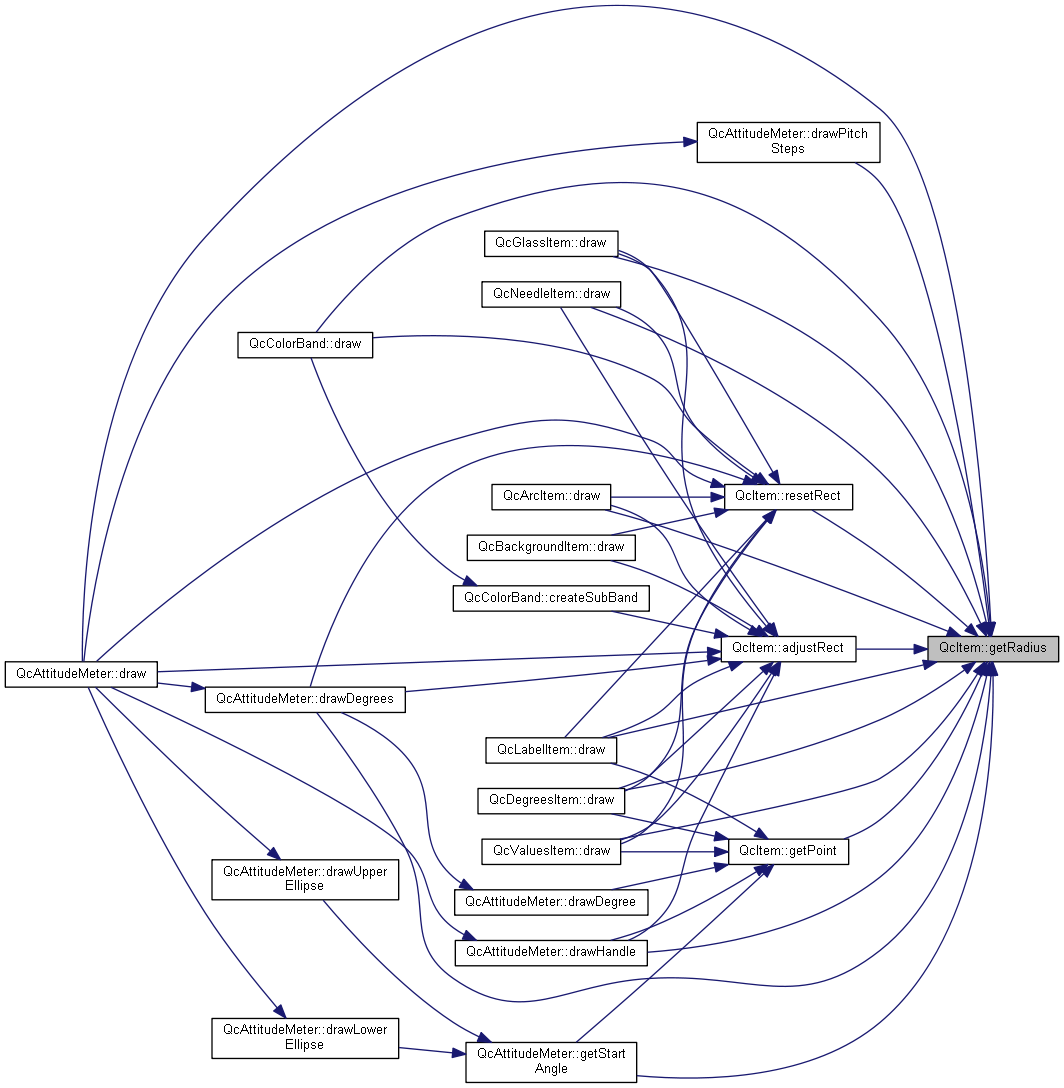 QcAttitudeMeter::drawPitch
Steps
QcGlassItem::draw
QcNeedleItem::draw
QcColorBand::draw
QcItem::resetRect
QcArcItem::draw
QcBackgroundItem::draw
QcColorBand::createSubBand
QcItem::adjustRect
QcItem::getRadius
QcAttitudeMeter::draw
QcAttitudeMeter::drawDegrees
QcLabelItem::draw
QcDegreesItem::draw
QcValuesItem::draw
QcItem::getPoint
QcAttitudeMeter::drawUpper
Ellipse
QcAttitudeMeter::drawDegree
QcAttitudeMeter::drawHandle
QcAttitudeMeter::drawLower
Ellipse
QcAttitudeMeter::getStart
Angle